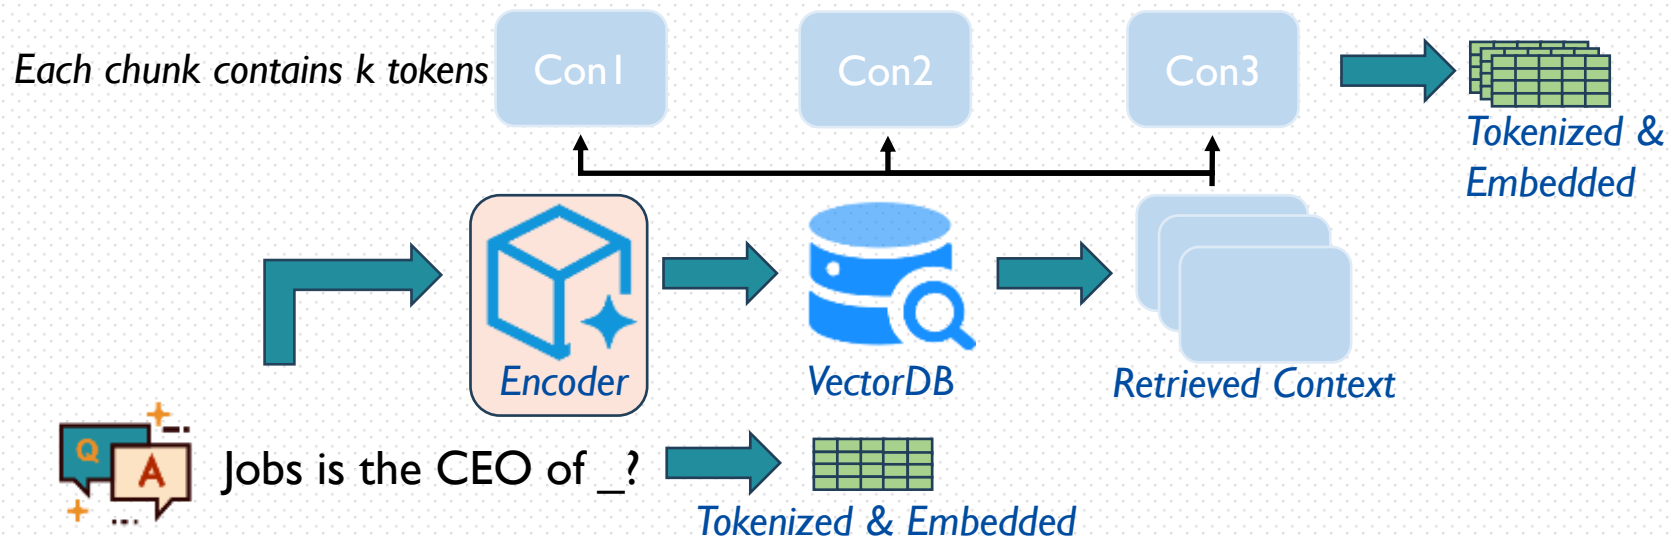 Each chunk contains k tokens
Con1
Con2
Con3
Tokenized &
Embedded
Encoder
VectorDB
Retrieved Context
Q
A
Jobs is the CEO of _?
Tokenized & Embedded